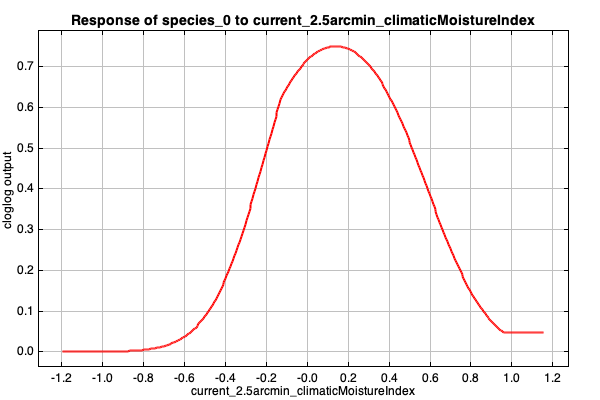 Response of species_0 to current_2.5arcmin_climaticMoistureIndex
cloglog output
0.7
0.6
0.5
0.4
0.3
0.2
0.1
0.0
-1.2 -1.0 -0.8 -0.6 -0.4 -0.2 -0.0 0.2 0.4 0.6 0.8 1.0 1.2
current_2.5arcmin_climaticMoistureIndex